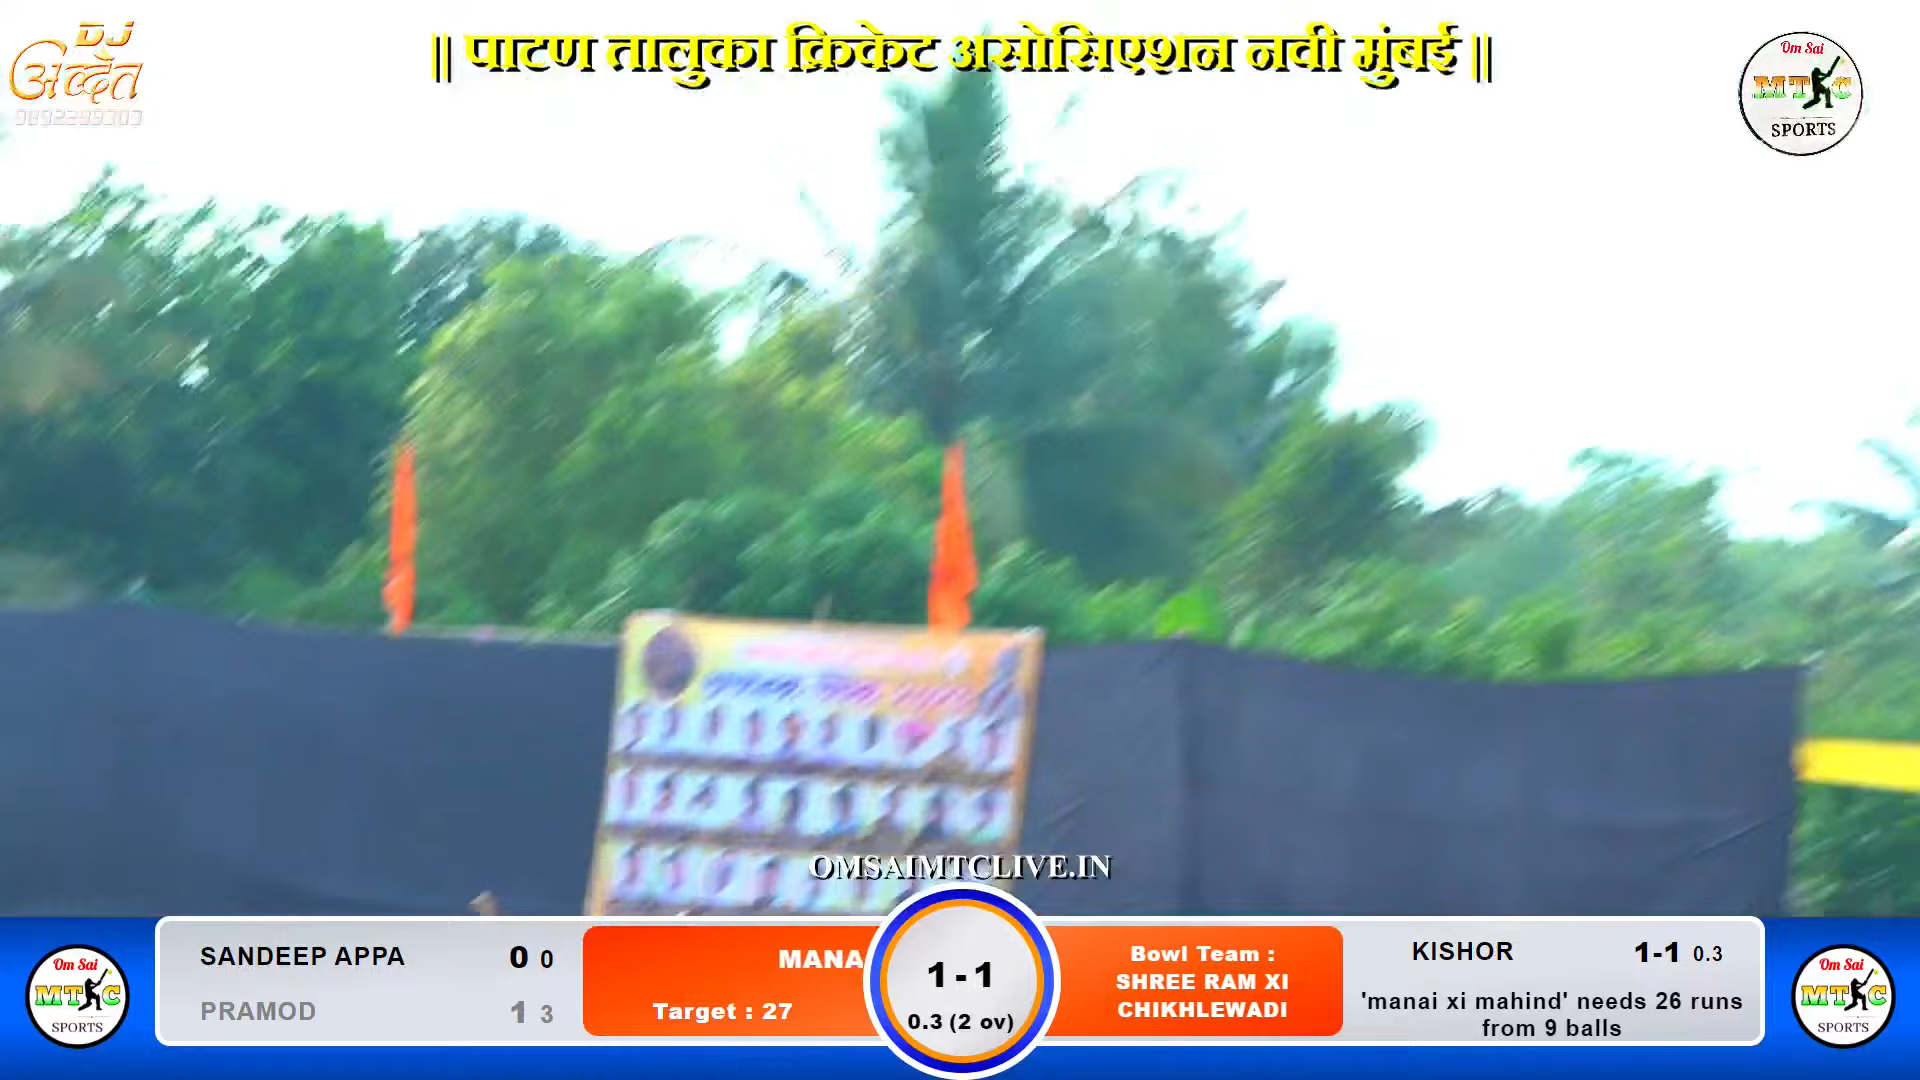 DJ
अद्वैत
9892299303
|| पाटण तालुका क्रिकेट असोसिएशन नवी मुंबई ||
Om Sai
MTC
SPORTS
OMSAIMTCLIVE.IN
Om Sai
MTC
SPORTS
SANDEEP APPA 0 0
PRAMOD 1 3
MANA
Target : 27
1-1
0.3 (2 ov)
Bowl Team :
SHREE RAM XI
CHIKHLEWADI
KISHOR 1-1 0.3
'manai xi mahind' needs 26 runs
from 9 balls
Om Sai
MTC
SPORTS